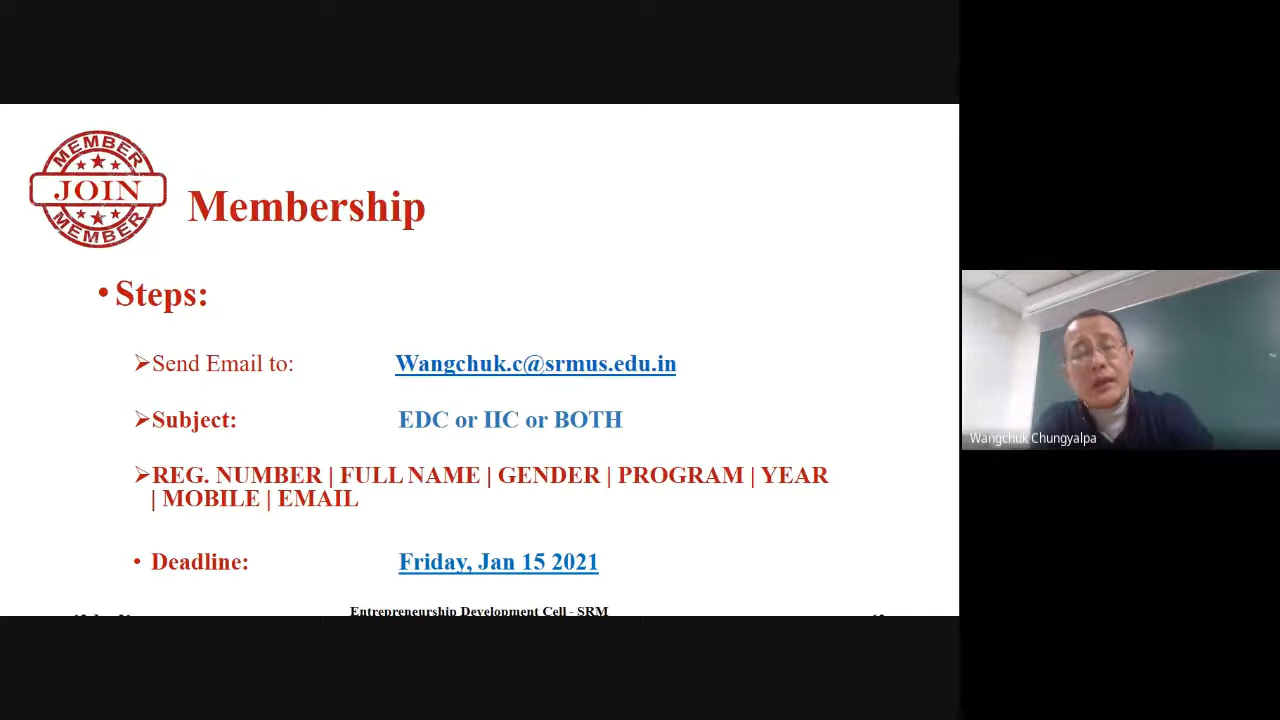 MEMBER
JOIN
MEMBER
Membership
• Steps:
➢Send Email to: Wangchuk.c@srmus.edu.in
➢Subject: EDC or IIC or BOTH
➢REG. NUMBER | FULL NAME | GENDER | PROGRAM | YEAR
| MOBILE | EMAIL
• Deadline: Friday, Jan 15 2021
Entrepreneurship Development Cell - SRM
Wangchuk Chungyalpa